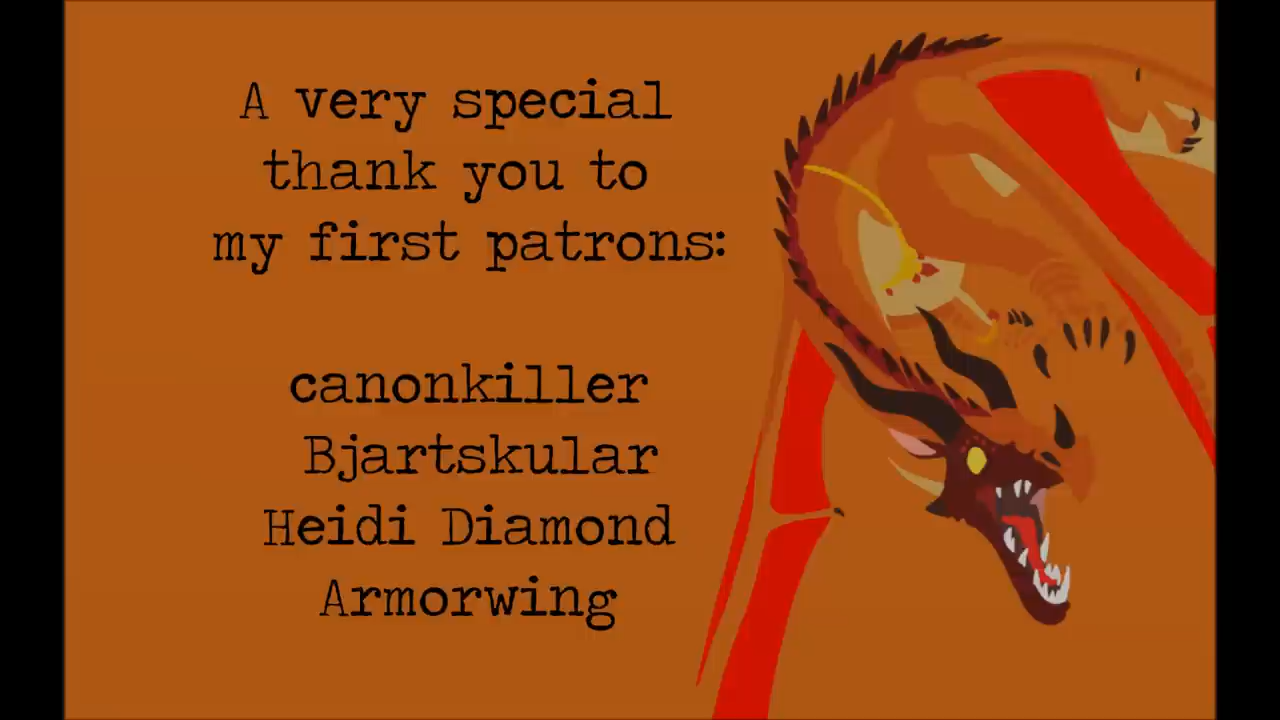 A very special
thank you to
my first patrons:
canonkiller
Bjartskular
Heidi Diamond
Armorwing